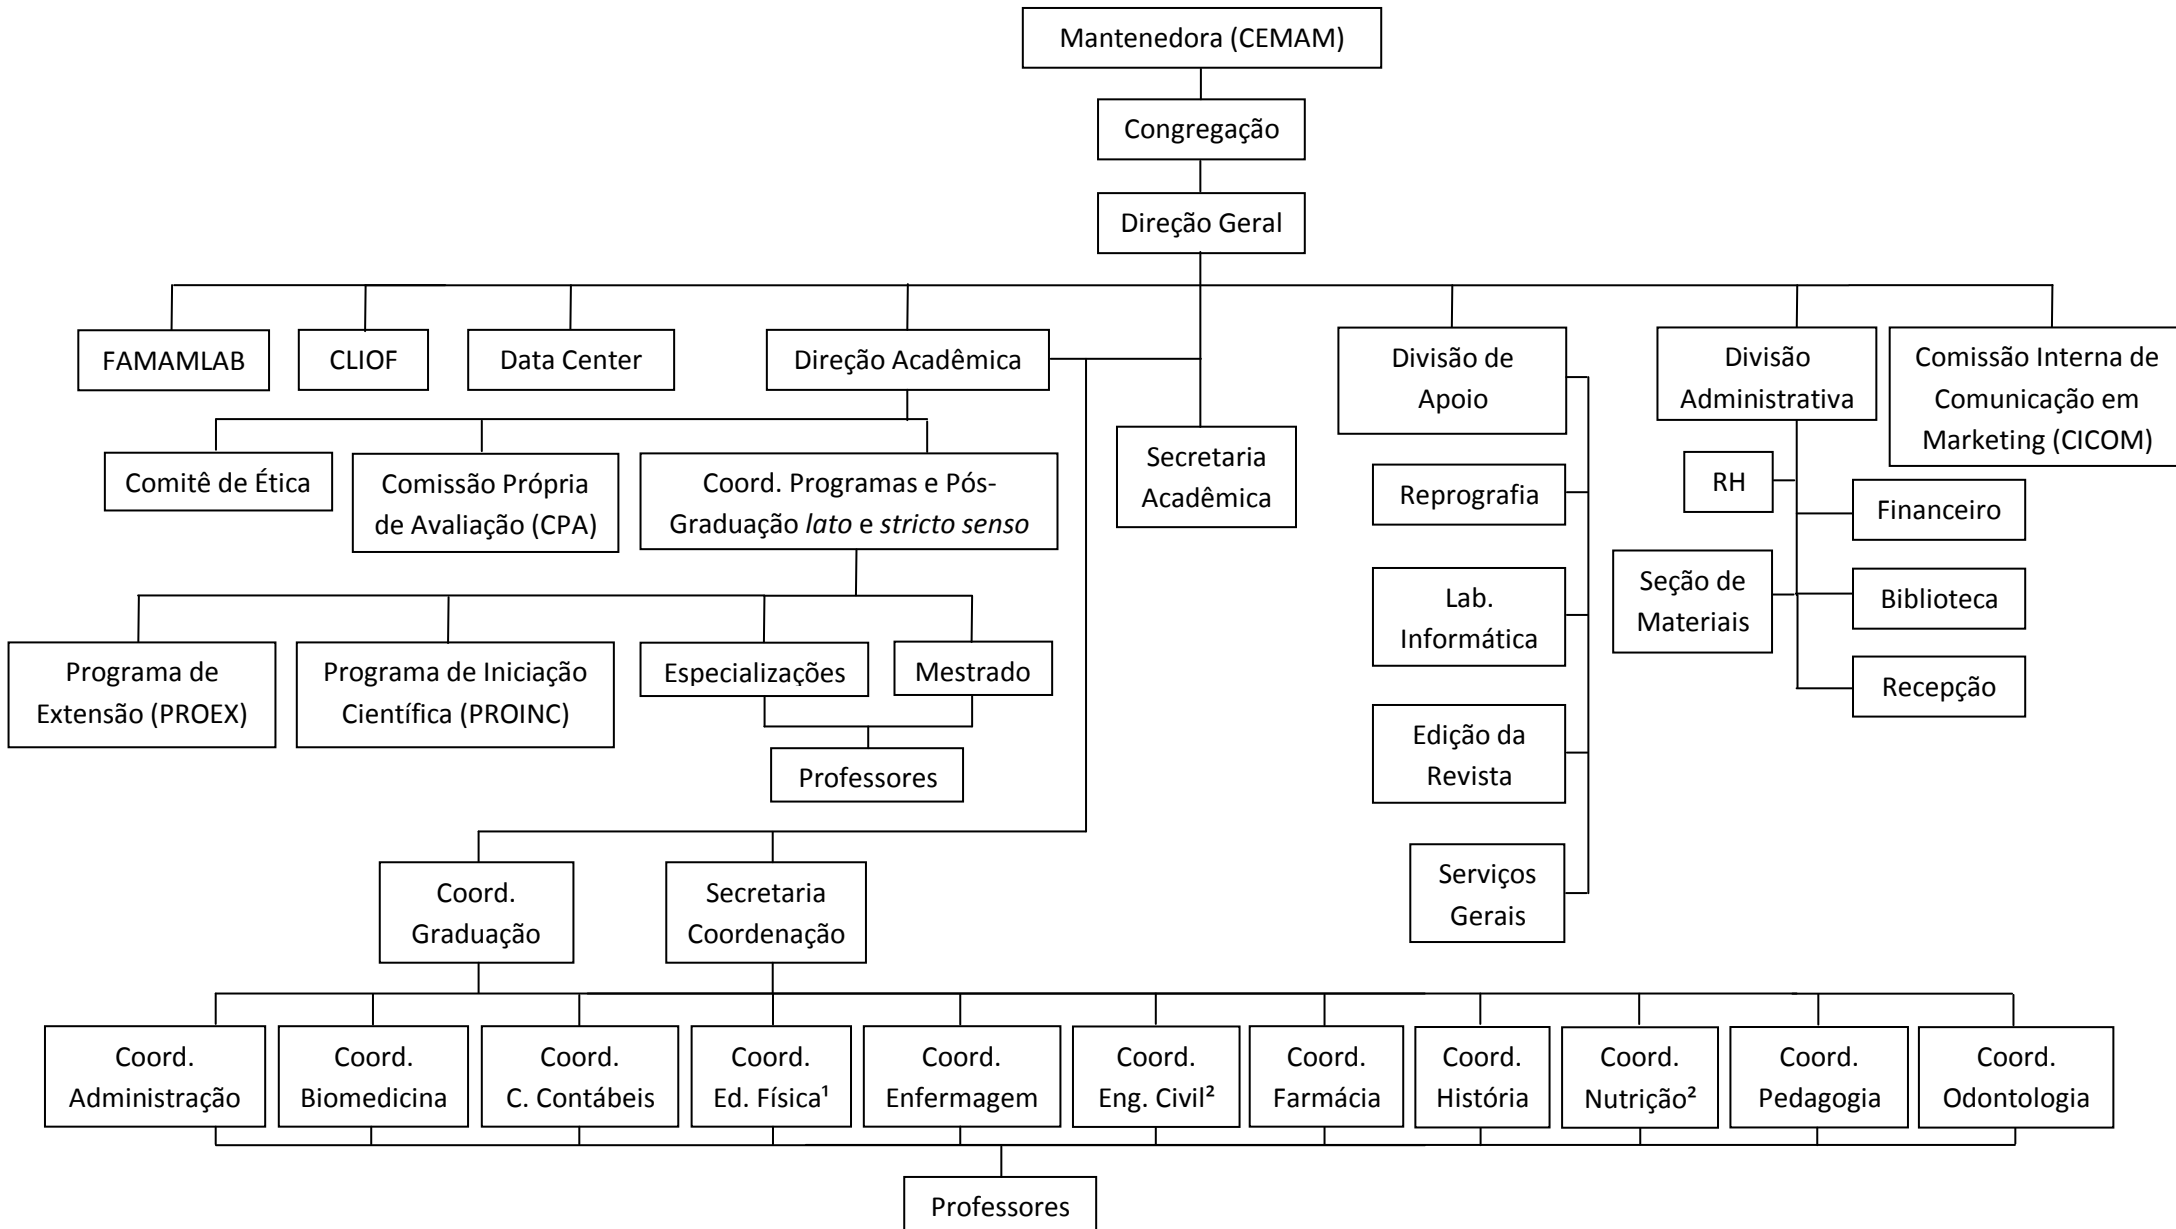 Mantenedora (CEMAM)
Congregação
Direção Geral
FAMAMLAB
CLIOF
Data Center
Direção Acadêmica
Divisão de
Apoio
Divisão
Administrativa
Comissão Interna de
Comunicação em
Marketing (CICOM)
Secretaria
Acadêmica
Comitê de Ética
Comissão Própria
de Avaliação (CPA)
Coord. Programas e Pós-
Graduação lato e stricto senso
Reprografia
RH
Financeiro
Lab.
Informática
Seção de
Materiais
Biblioteca
Recepção
Programa de
Extensão (PROEX)
Programa de Iniciação
Científica (PROINC)
Especializações
Mestrado
Professores
Edição da
Revista
Serviços
Gerais
Coord.
Graduação
Secretaria
Coordenação
Coord.
Administração
Coord.
Biomedicina
Coord.
C. Contábeis
Coord.
Ed. Física¹
Coord.
Enfermagem
Coord.
Eng. Civil²
Coord.
Farmácia
Coord.
História
Coord.
Nutrição²
Coord.
Pedagogia
Coord.
Odontologia
Professores